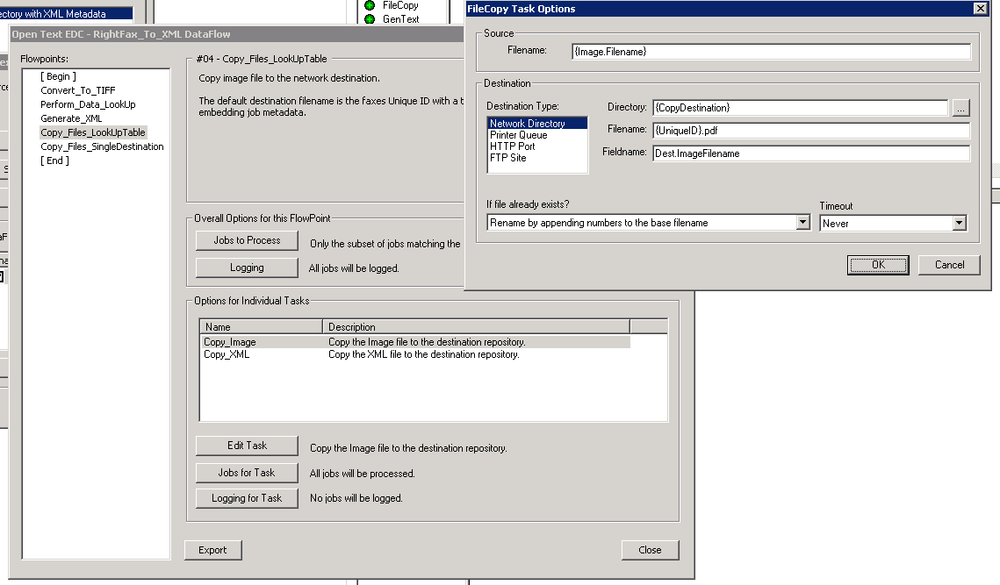 ectory with XML Metadata
FileCopy
GenText
Open Text EDC - RightFax_To_XML DataFlow
Flowpoints:
[ Begin ]
Convert_To_TIFF
Perform_Data_LookUp
Generate_XML
Copy_Files_LookUpTable
Copy_Files_SingleDestination
[ End ]
#04 - Copy_Files_LookUpTable
Copy image file to the network destination.
The default destination filename is the faxes Unique ID with a t
embedding job metadata.
Overall Options for this FlowPoint
Jobs to Process
Only the subset of jobs matching the
Logging
All jobs will be logged.
Options for Individual Tasks
Name Description
Copy_Image Copy the Image file to the destination repository.
Copy_XML Copy the XML file to the destination repository.
Edit Task
Copy the Image file to the destination repository.
Jobs for Task
All jobs will be processed.
Logging for Task
No jobs will be logged.
Export
Close
FileCopy Task Options
Source
Filename: {Image.Filename}
Destination
Destination Type:
Network Directory
Printer Queue
HTTP Port
FTP Site
Directory: {CopyDestination}
...
Filename: {UniqueID}.pdf
Fieldname: Dest.ImageFilename
If file already exists?
Rename by appending numbers to the base filename
Timeout
Never
OK
Cancel